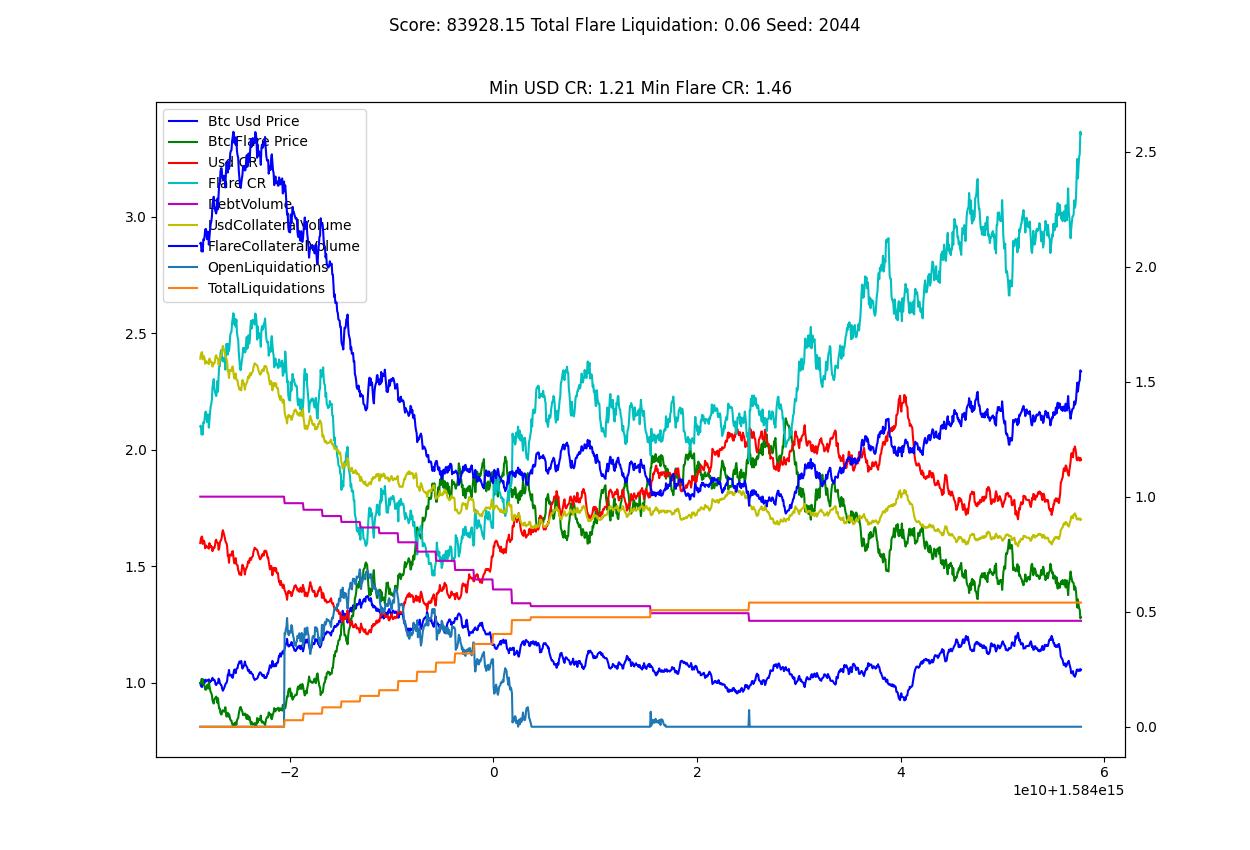 Score: 83928.15 Total Flare Liquidation: 0.06 Seed: 2044
Min USD CR: 1.21 Min Flare CR: 1.46
Btc Usd Price
Btc Flare Price
Usd CR
Flare CR
DebtVolume
UsdCollateralVolume
FlareCollateralVolume
OpenLiquidations
TotalLiquidations
3.0
2.5
2.0
1.5
1.0
2.5
2.0
1.5
1.0
0.5
0.0
−2
0
2
4
6
1e10+1.584e15